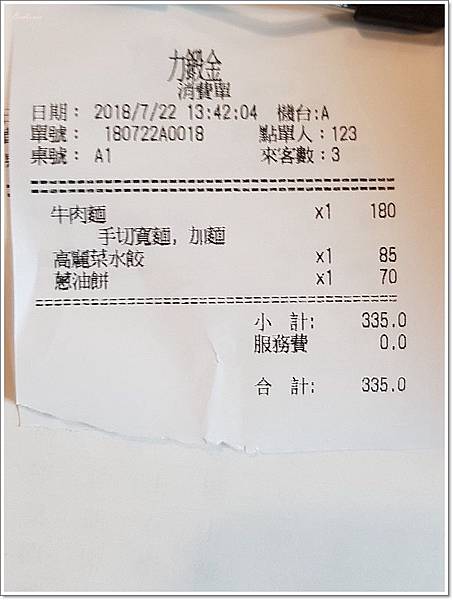 力鍛金
消費單
日期： 2018/7/22 13:42:04 機台:A
單號： 180722A0018 點單人：123
桌號： A1 來客數：3
牛肉麵 x1 180
手切寬麵, 加麵
高麗菜水餃 x1 85
蔥油餅 x1 70
小 計: 335.0
服務費 0.0
合 計: 335.0